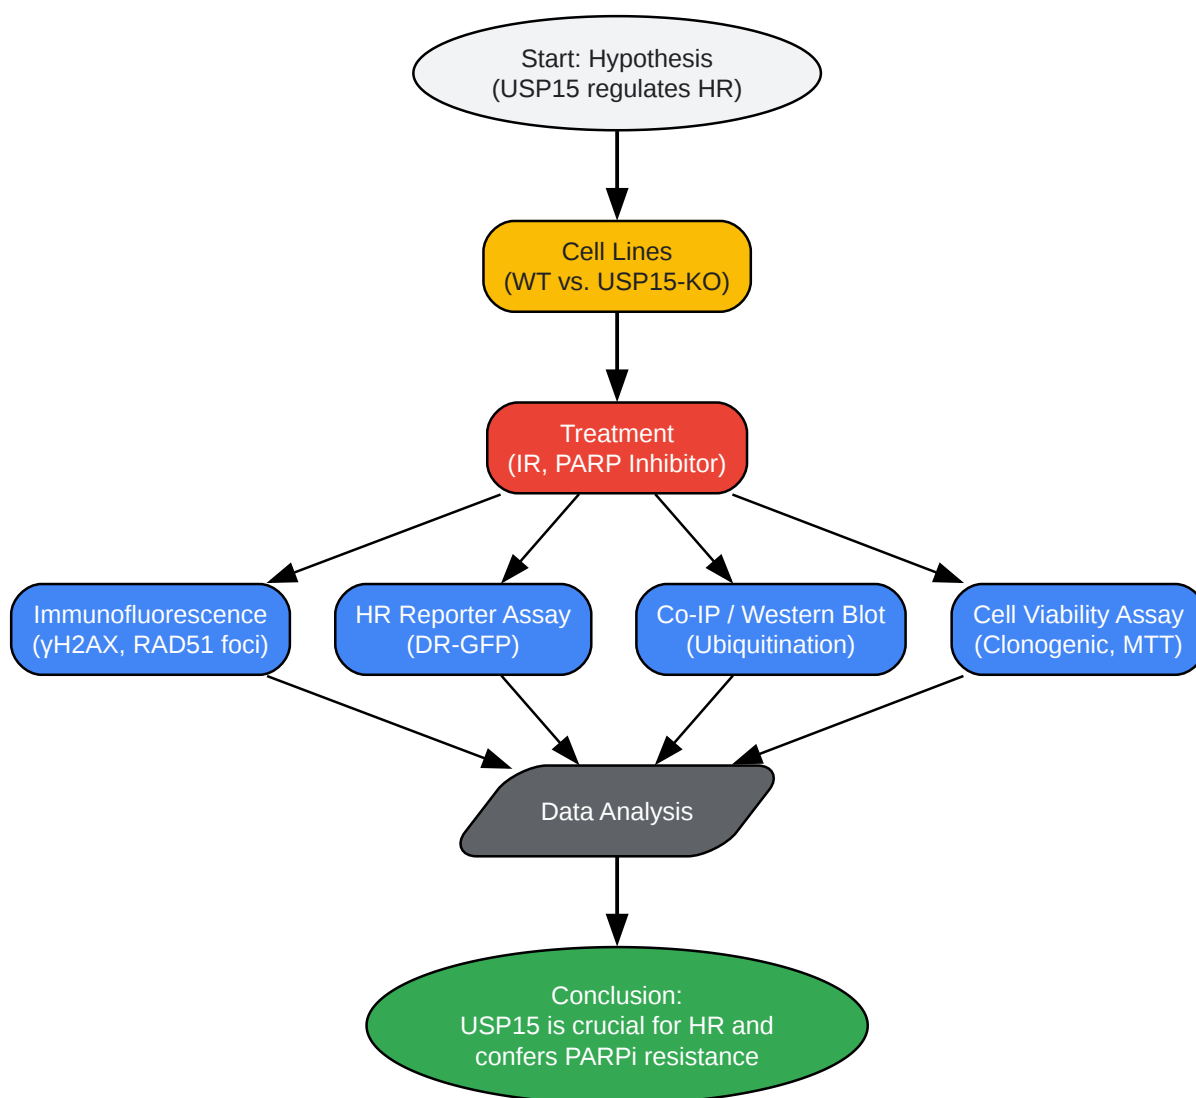 Start: Hypothesis
(USP15 regulates HR)
Cell Lines
(WT vs. USP15-KO)
Treatment
(IR, PARP Inhibitor)
Immunofluorescence
(γH2AX, RAD51 foci)
HR Reporter Assay
(DR-GFP)
Co-IP / Western Blot
(Ubiquitination)
Cell Viability Assay
(Clonogenic, MTT)
Data Analysis
Conclusion:
USP15 is crucial for HR and
confers PARPi resistance